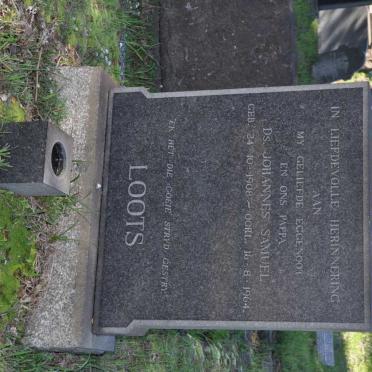 IN LIEFDEVOLLE HERINNERING
AAN
MY GELIEFDE EGGENOOT
EN ONS PAPPA,
DS. JOHANNES SAMUEL
GEB. 24-10-1908 – OORL. 16-8-1964.
EK HET DIE GOEIE STRYD GESTRY.
LOOTS